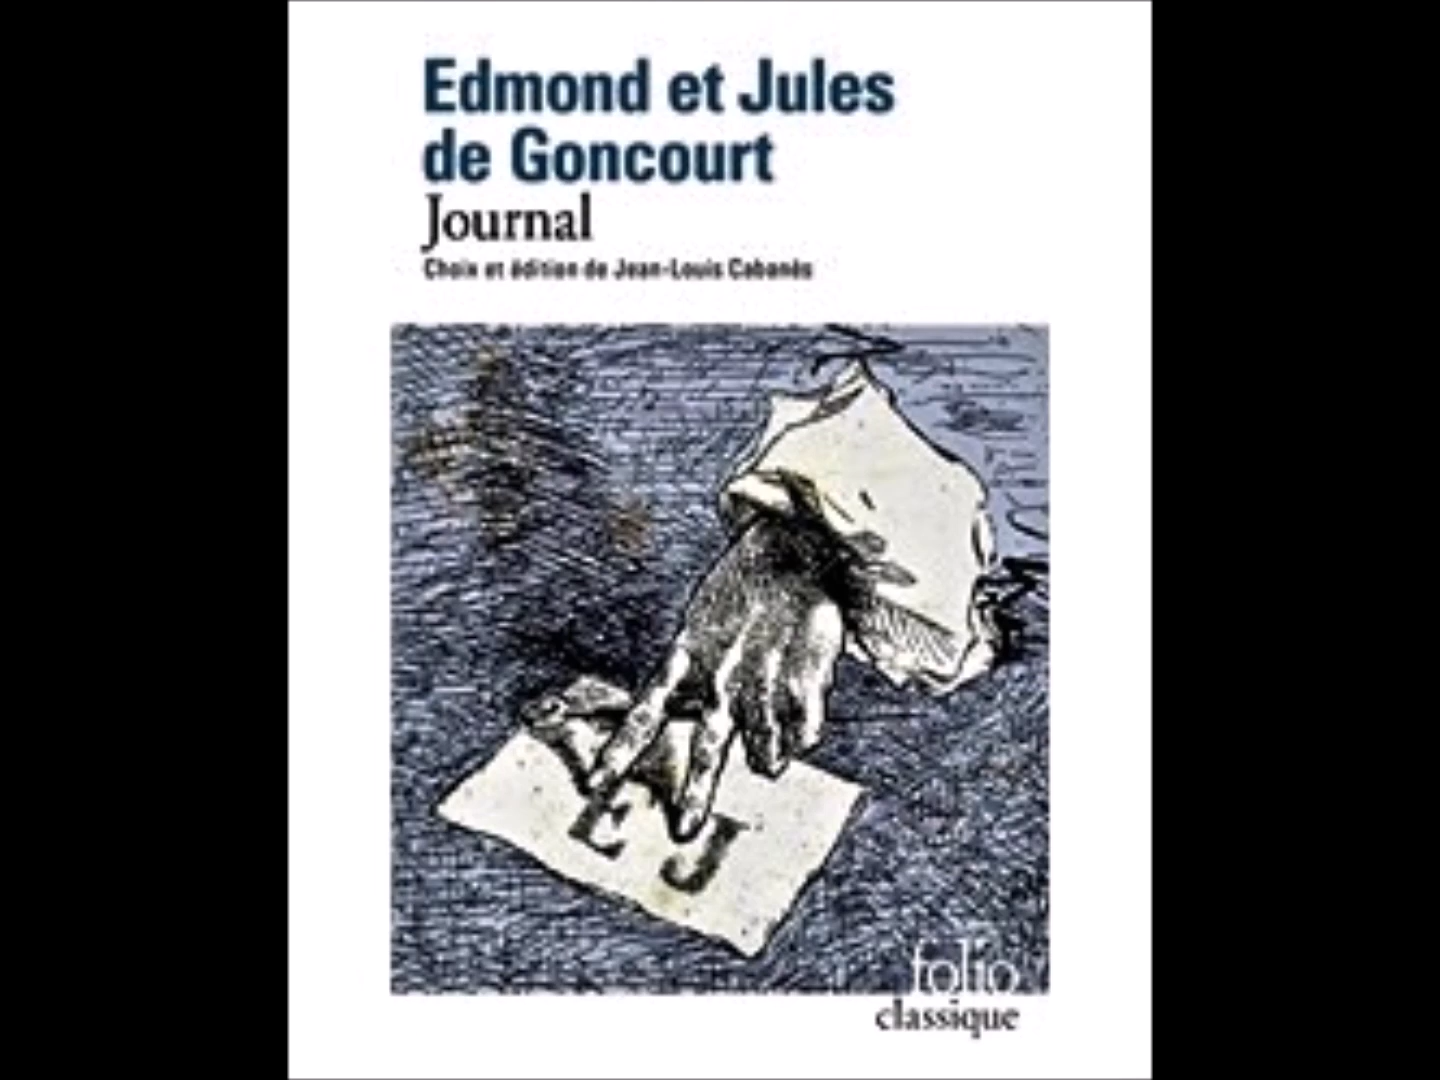 Edmond et Jules
de Goncourt
Journal
Choix et édition de Jean-Louis Cabanès
E J
folio
classique